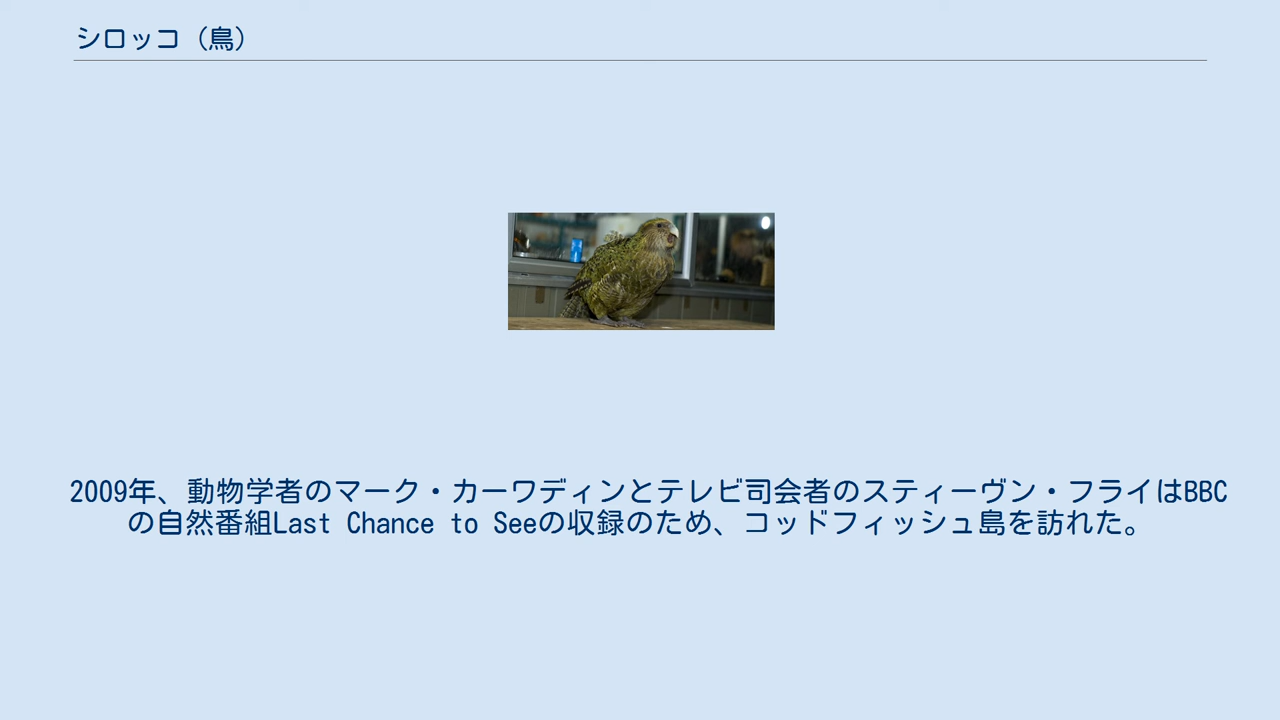 シロッコ（鳥）
2009年、動物学者のマーク・カーワディンとテレビ司会者のスティーヴン・フライはBBC
の自然番組Last Chance to Seeの収録のため、コッドフィッシュ島を訪れた。